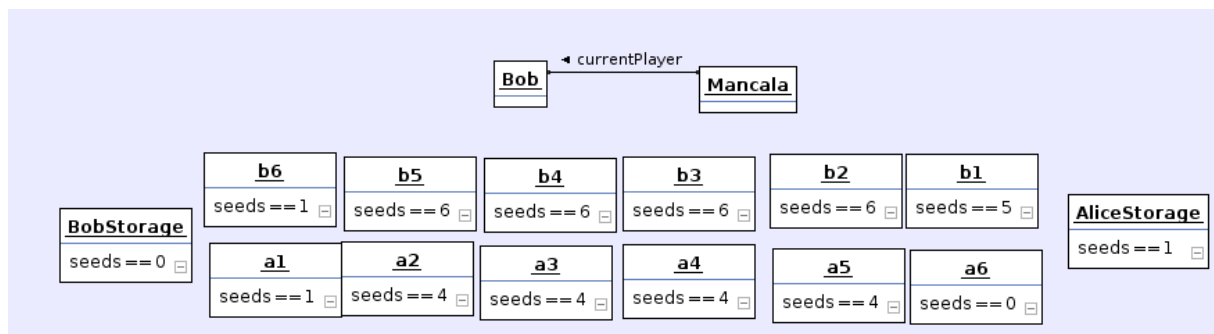 ◄ currentPlayer
Bob
Mancala
b6
seeds==1
b5
seeds==6
b4
seeds==6
b3
seeds==6
b2
seeds==6
b1
seeds==5
BobStorage
seeds==0
AliceStorage
seeds==1
a1
seeds==1
a2
seeds==4
a3
seeds==4
a4
seeds==4
a5
seeds==4
a6
seeds==0